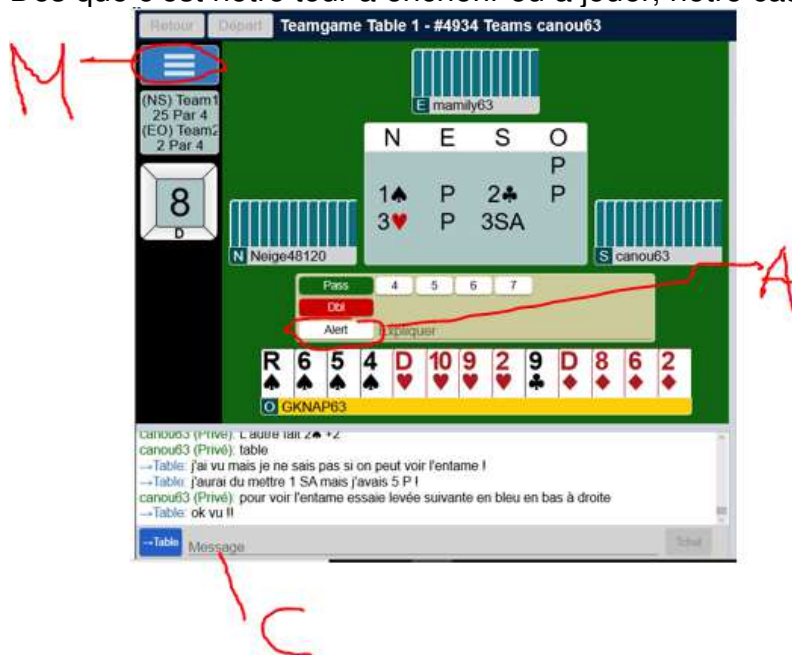 Dès que c'est notre tour à enchérir ou à jouer, notre
Retour Départ Teamgame Table 1 - #4934 Teams canou63
M
(NS) Team1
25 Par 4
(EO) Team2
2 Par 4
E mamily63
N E S O
P
1♠ P 2♣ P
3♥ P 3SA
8
D
N Neige48120
S canou63
Pass 4 5 6 7
Dbl
Alert Expliquer
A
R 6 5 4 D 10 9 2 9 D 8 6 2
♠ ♠ ♠ ♠ ♥ ♥ ♥ ♥ ♣ ♦ ♦ ♦ ♦
O GKNAP63
canou63 (Privé): L'autre fait 2♠ +2
canou63 (Privé): table
→Table: j'ai vu mais je ne sais pas si on peut voir l'entame !
→Table: j'aurai du mettre 1 SA mais j'avais 5 P !
canou63 (Privé): pour voir l'entame essaie levée suivante en bleu en bas à droite
→Table: ok vu !!
→Table Message Tchat
C